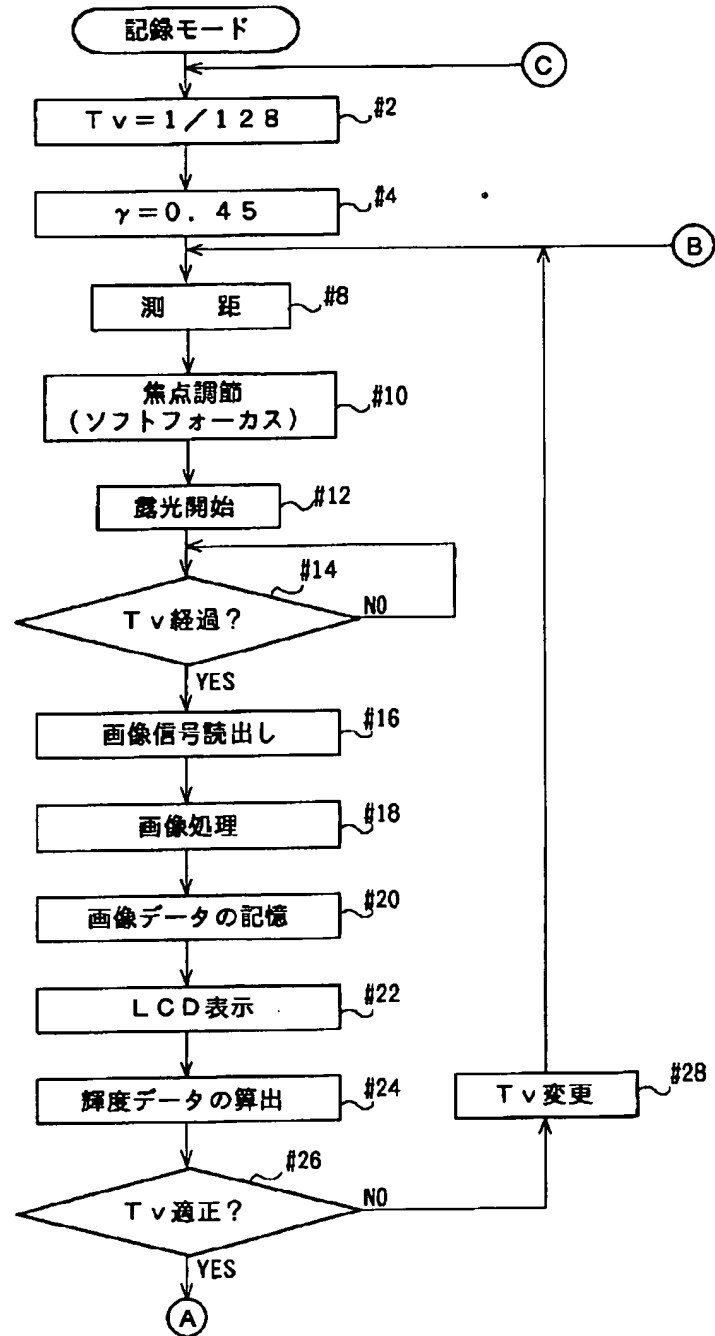 記録モード
C
Tv=1/128
#2
γ=0.45
#4
B
測 距
#8
焦点調節
(ソフトフォーカス)
#10
露光開始
#12
#14
Tv経過?
NO
YES
画像信号読出し
#16
画像処理
#18
画像データの記憶
#20
LCD表示
#22
輝度データの算出
#24
Tv変更
#28
#26
Tv適正?
NO
YES
A